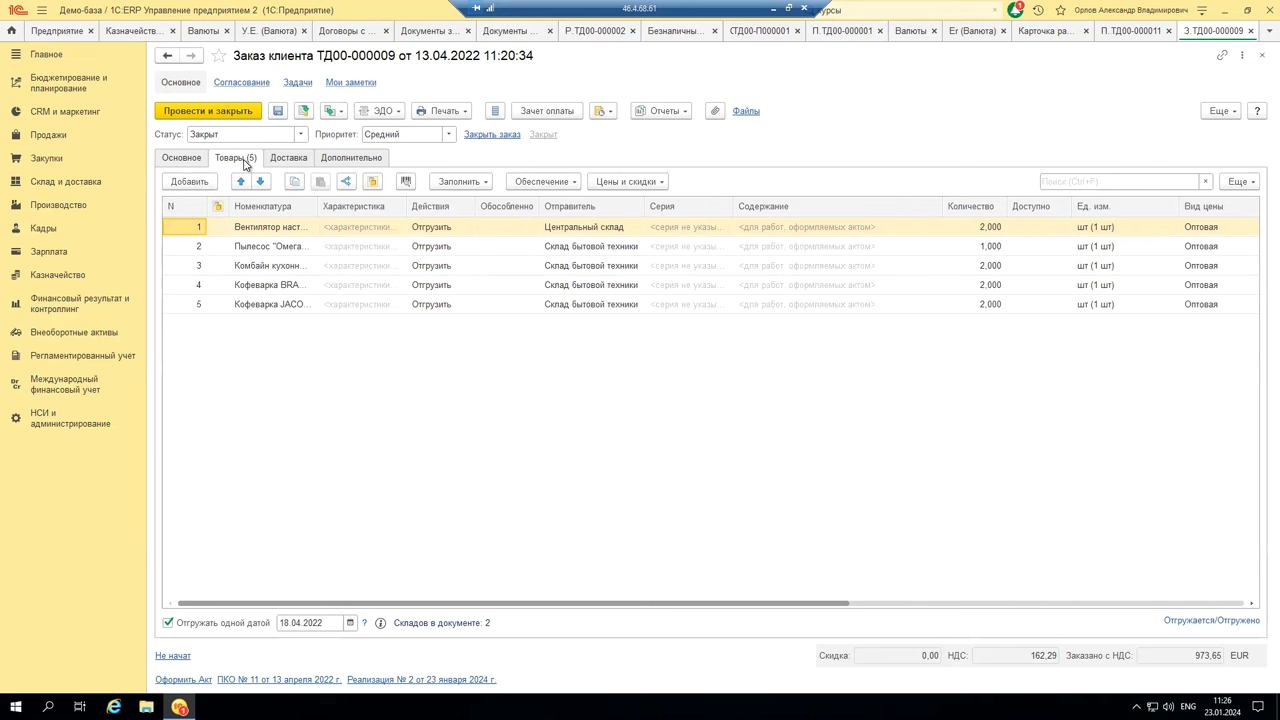 Демо-база / 1С:ERP Управление предприятием 2 (1С:Предприятие)
46.4.68.61
Орлов Александр Владимирович
Предприятие
Казначейств...
Валюты
У.Е. (Валюта)
Договоры с ...
Документы з...
Документы ...
Р.ТД00-000002
Безналичны...
СТД00-П000001
П.ТД00-000001
Валюты
Er (Валюта)
Карточка ра...
П.ТД00-000011
З.ТД00-000009
Главное
Бюджетирование и
планирование
CRM и маркетинг
Продажи
Закупки
Склад и доставка
Производство
Кадры
Зарплата
Казначейство
Финансовый результат и
контроллинг
Внеоборотные активы
Регламентированный учет
Международный
финансовый учет
НСИ и
администрирование
Заказ клиента ТД00-000009 от 13.04.2022 11:20:34
Основное Согласование Задачи Мои заметки
Провести и закрыть ЭДО Печать Зачет оплаты Отчеты Файлы Еще ?
Статус: Закрыт Приоритет: Средний Закрыть заказ Закрыт
Основное Товары (5) Доставка Дополнительно
Добавить Заполнить Обеспечение Цены и скидки Поиск (Ctrl+F) × Еще
N Номенклатура Характеристика Действия Обособленно Отправитель Серия Содержание Количество Доступно Ед. изм. Вид цены
1 Вентилятор наст... <характеристики... Отгрузить Центральный склад <серия не указы... <для работ, оформляемых актом> 2,000 шт (1 шт) Оптовая
2 Пылесос "Омега... <характеристики... Отгрузить Склад бытовой техники <серия не указы... <для работ, оформляемых актом> 1,000 шт (1 шт) Оптовая
3 Комбайн кухонн... <характеристики... Отгрузить Склад бытовой техники <серия не указы... <для работ, оформляемых актом> 2,000 шт (1 шт) Оптовая
4 Кофеварка BRA... <характеристики... Отгрузить Склад бытовой техники <серия не указы... <для работ, оформляемых актом> 2,000 шт (1 шт) Оптовая
5 Кофеварка JACO... <характеристики... Отгрузить Склад бытовой техники <серия не указы... <для работ, оформляемых актом> 2,000 шт (1 шт) Оптовая
Отгружать одной датой 18.04.2022 ? Складов в документе: 2 Отгружается/Отгружено
Не начат Скидка: 0,00 НДС: 162,29 Заказано с НДС: 973,65 EUR
Оформить Акт ПКО № 11 от 13 апреля 2022 г. Реализация № 2 от 23 января 2024 г.
ENG
11:26
23.01.2024